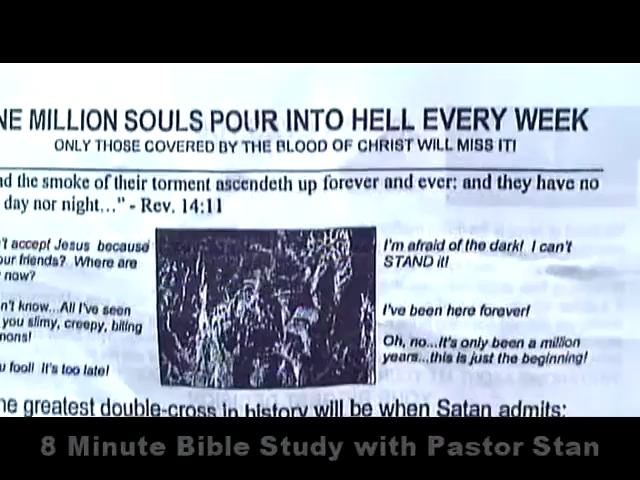 NE MILLION SOULS POUR INTO HELL EVERY WEEK
ONLY THOSE COVERED BY THE BLOOD OF CHRIST WILL MISS IT!
nd the smoke of their torment ascendeth up forever and ever: and they have no
day nor night..." - Rev. 14:11
't accept Jesus because
our friends? Where are
now?
n't know...All I've seen
you slimy, creepy, biting
mons!
u fool! It's too late!
I'm afraid of the dark! I can't
STAND it!
I've been here forever!
Oh, no...It's only been a million
years...this is just the beginning!
he greatest double-cross in history will be when Satan admits:
8 Minute Bible Study with Pastor Stan